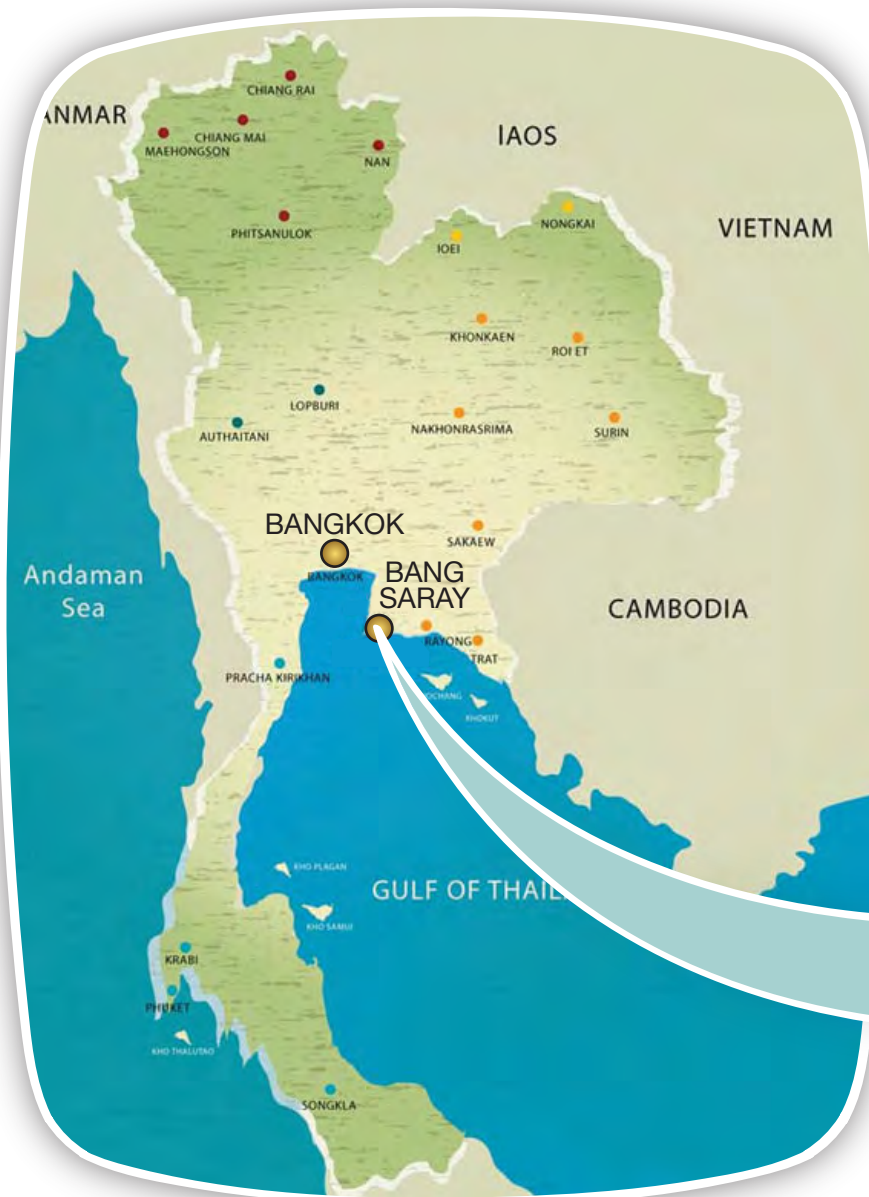 CHIANG RAI
ANMAR
CHIANG MAI
MAEHONGSON
NAN
IAOS
PHITSANULOK
NONGKAI
VIETNAM
IOEI
KHONKAEN
ROI ET
LOPBURI
AUTHAITANI
NAKHONRASRIMA
SURIN
BANGKOK
SAKAEW
BANGKOK
BANG
SARAY
Andaman
Sea
CAMBODIA
RAYONG
TRAT
PRACHA KIRIKHAN
OCHANG
KHOKUT
KHO PLAGAN
GULF OF THAIL
KHO SAMUI
KRABI
PHUKET
KHO THALUTAO
SONGKLA